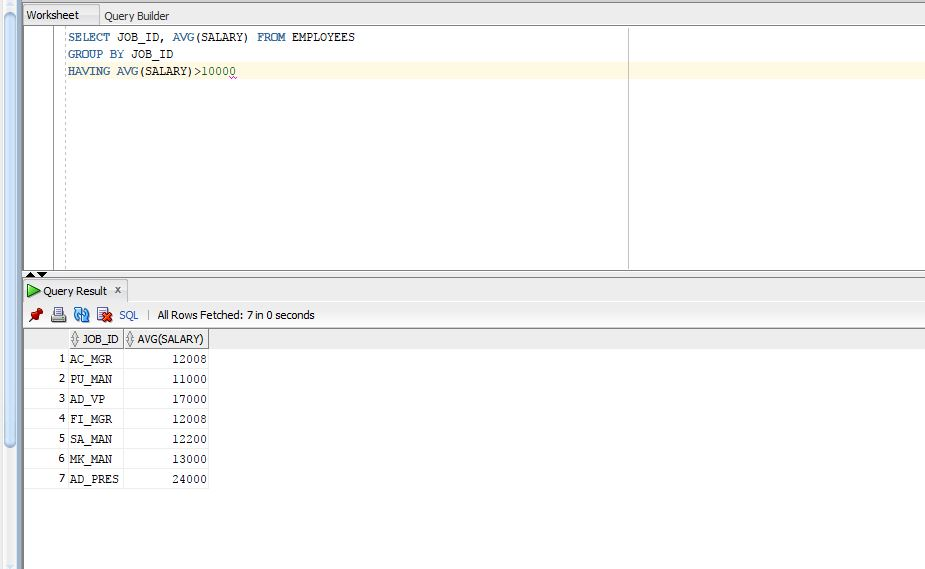 Worksheet Query Builder
SELECT JOB_ID, AVG(SALARY) FROM EMPLOYEES
GROUP BY JOB_ID
HAVING AVG(SALARY)>10000
Query Result x
SQL | All Rows Fetched: 7 in 0 seconds
JOB_ID AVG(SALARY)
1 AC_MGR 12008
2 PU_MAN 11000
3 AD_VP 17000
4 FI_MGR 12008
5 SA_MAN 12200
6 MK_MAN 13000
7 AD_PRES 24000